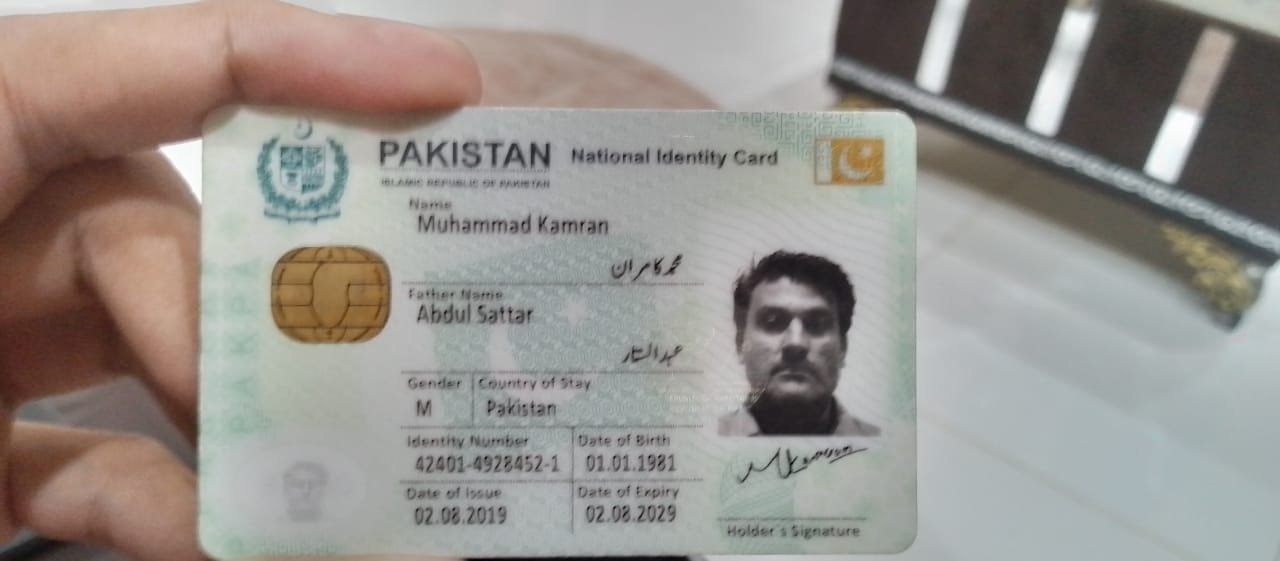 PAKISTAN National Identity Card
ISLAMIC REPUBLIC OF PAKISTAN
Name
Muhammad Kamran
محمد کامران
Father Name
Abdul Sattar
عبدالستار
Gender Country of Stay
M Pakistan
Identity Number Date of Birth
42401-4928452-1 01.01.1981
Date of Issue Date of Expiry
02.08.2019 02.08.2029
Holder's Signature